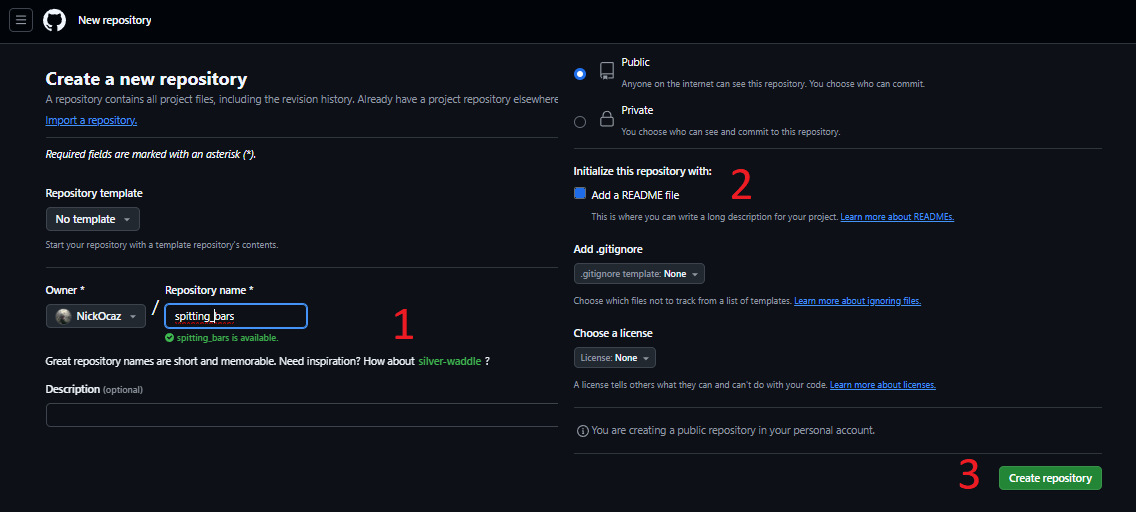 New repository
Create a new repository
A repository contains all project files, including the revision history. Already have a project repository elsewhere
Import a repository.
Required fields are marked with an asterisk (*).
Repository template
No template
Start your repository with a template repository's contents.
Owner * Repository name *
NickOcaz / spitting_bars
spitting_bars is available.
1
Great repository names are short and memorable. Need inspiration? How about silver-waddle ?
Description (optional)
Public
Anyone on the internet can see this repository. You choose who can commit.
Private
You choose who can see and commit to this repository.
Initialize this repository with:
2
Add a README file
This is where you can write a long description for your project. Learn more about READMEs.
Add .gitignore
.gitignore template: None
Choose which files not to track from a list of templates. Learn more about ignoring files.
Choose a license
License: None
A license tells others what they can and can't do with your code. Learn more about licenses.
You are creating a public repository in your personal account.
3
Create repository